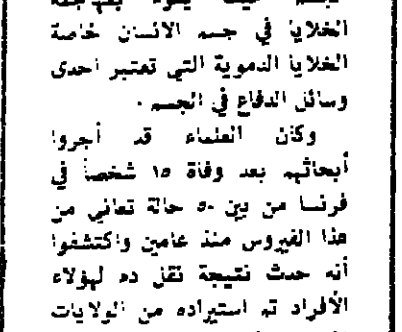 الخلايا في جسم الانسان خاصة
الخلايا الدموية التي تعتبر احدى
وسائل الدفاع في الجسم .
وكان العلماء قد أجروا
أبحاثهم بعد وفاة ١٥ شخصا في
فرنسا من بين ٥٠ حالة تعاني من
هذا الفيروس منذ عامين واكتشفوا
أنه حدث نتيجة نقل دم لهؤلاء
الأفراد تم استيراده من الولايات